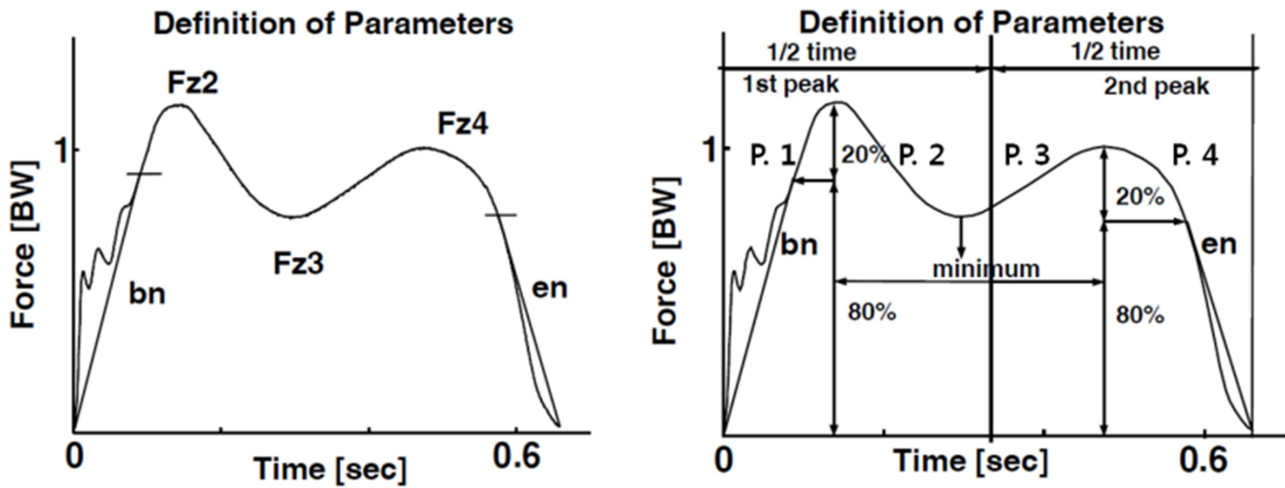 Definition of Parameters
Fz2
Fz4
1
Force [BW]
Fz3
bn
en
0
Time [sec]
0.6
Definition of Parameters
1/2 time
1/2 time
1st peak
2nd peak
1
P. 1
20%
P. 2
P. 3
P. 4
20%
Force [BW]
bn
en
minimum
80%
80%
0
Time [sec]
0.6